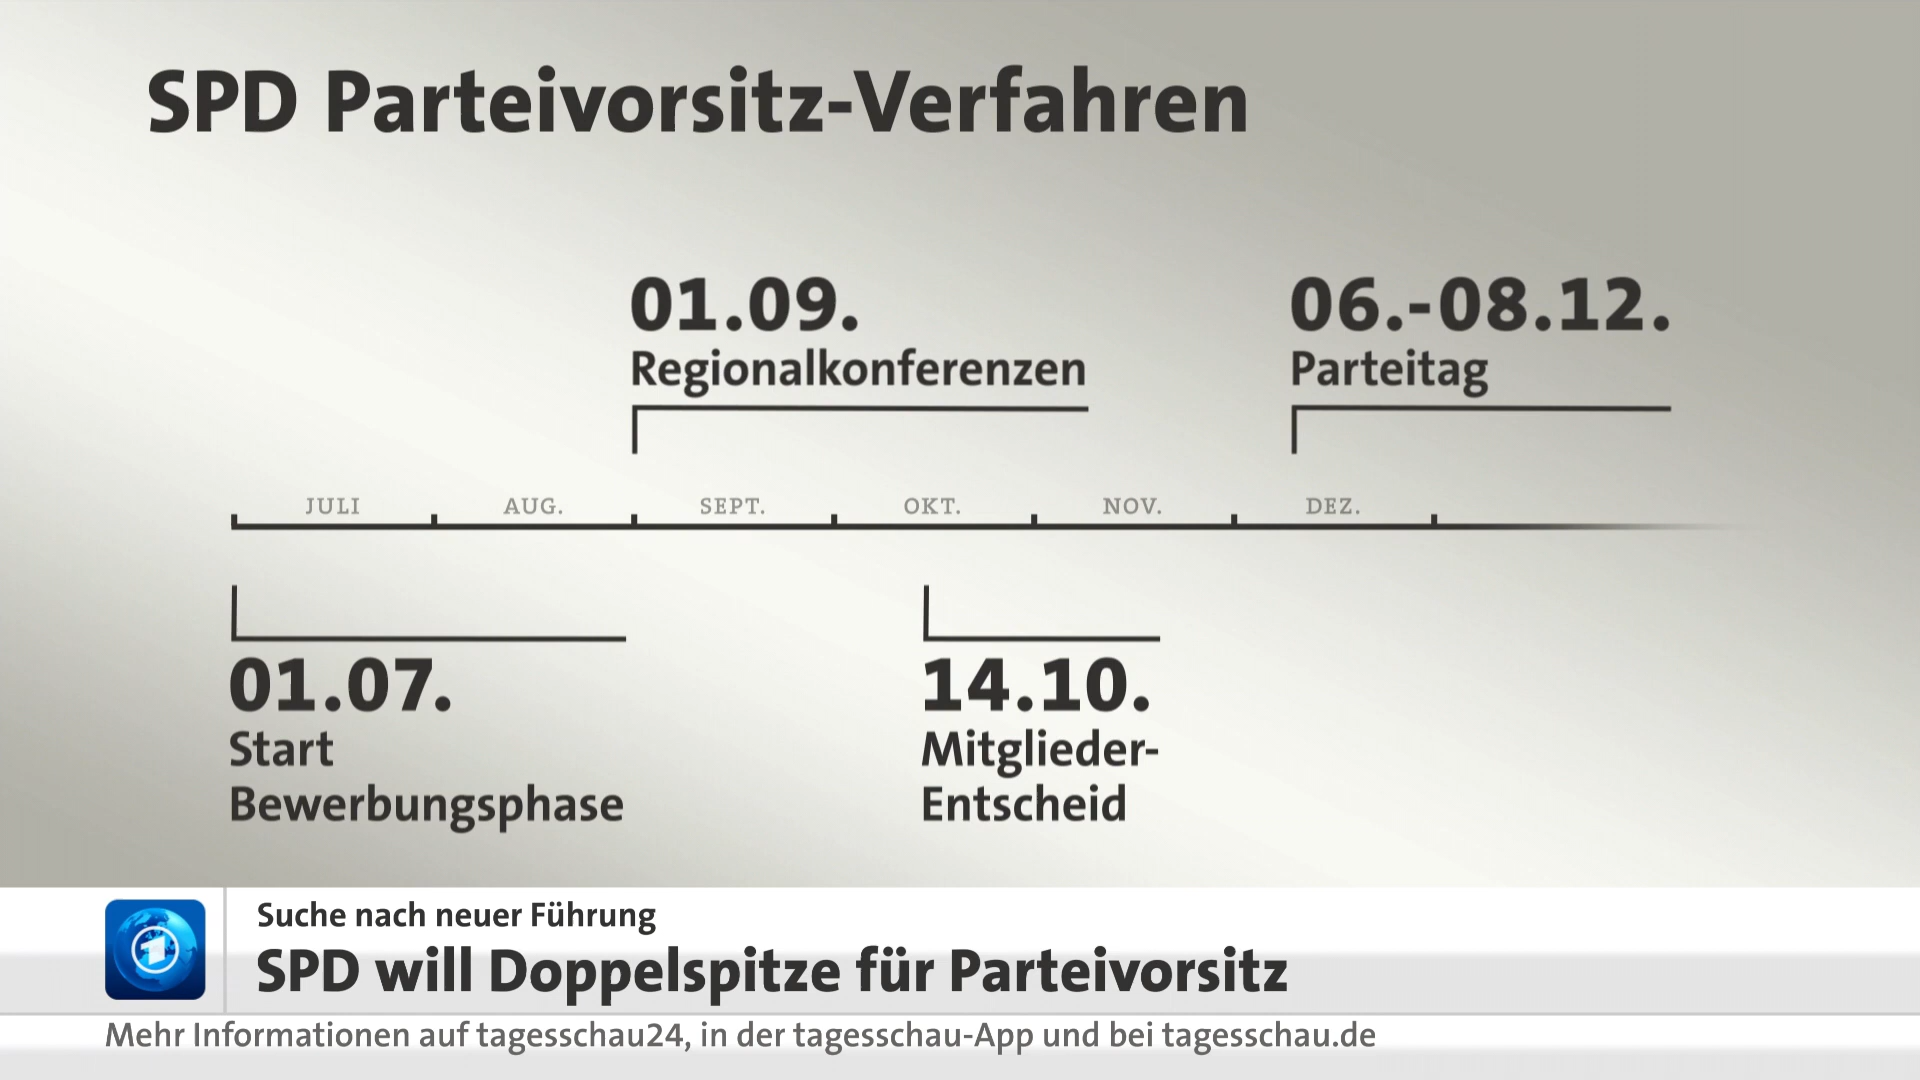 SPD Parteivorsitz-Verfahren
01.09.
Regionalkonferenzen
06.-08.12.
Parteitag
JULI AUG. SEPT. OKT. NOV. DEZ.
01.07.
Start
Bewerbungsphase
14.10.
Mitglieder-
Entscheid
1
Suche nach neuer Führung
SPD will Doppelspitze für Parteivorsitz
Mehr Informationen auf tagesschau24, in der tagesschau-App und bei tagesschau.de